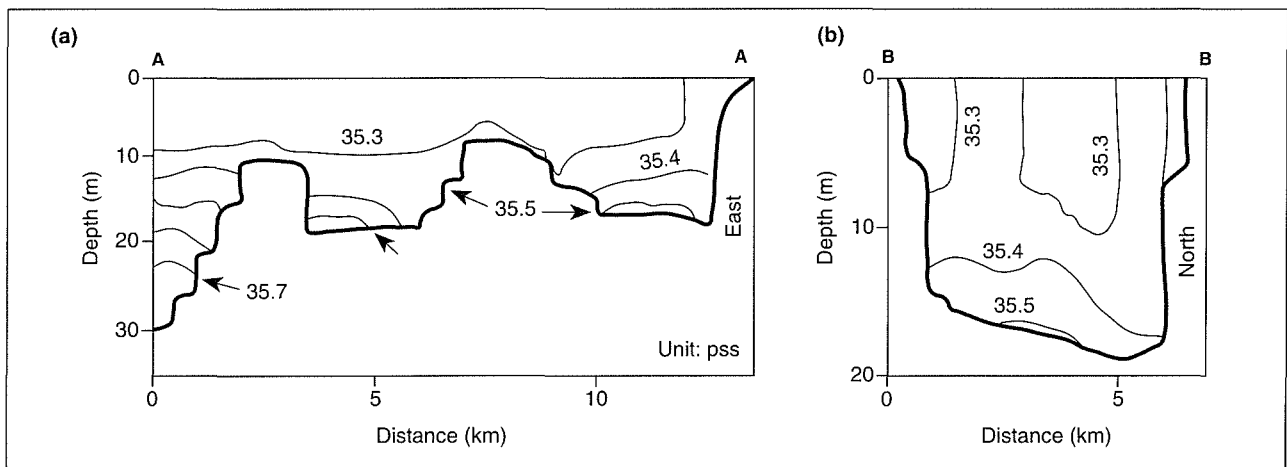 (a)
A
A
0
10
20
30
Depth (m)
35.3
35.4
35.5
35.7
East
Unit: pss
0
5
10
Distance (km)
(b)
B
B
0
10
20
Depth (m)
35.3
35.3
35.4
35.5
North
0
5
Distance (km)